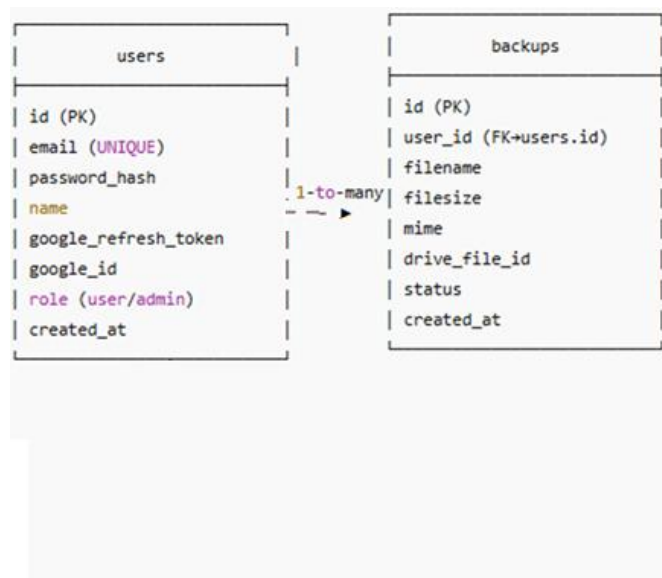 users
id (PK)
email (UNIQUE)
password_hash
name
google_refresh_token
google_id
role (user/admin)
created_at
1-to-many
backups
id (PK)
user_id (FK→users.id)
filename
filesize
mime
drive_file_id
status
created_at